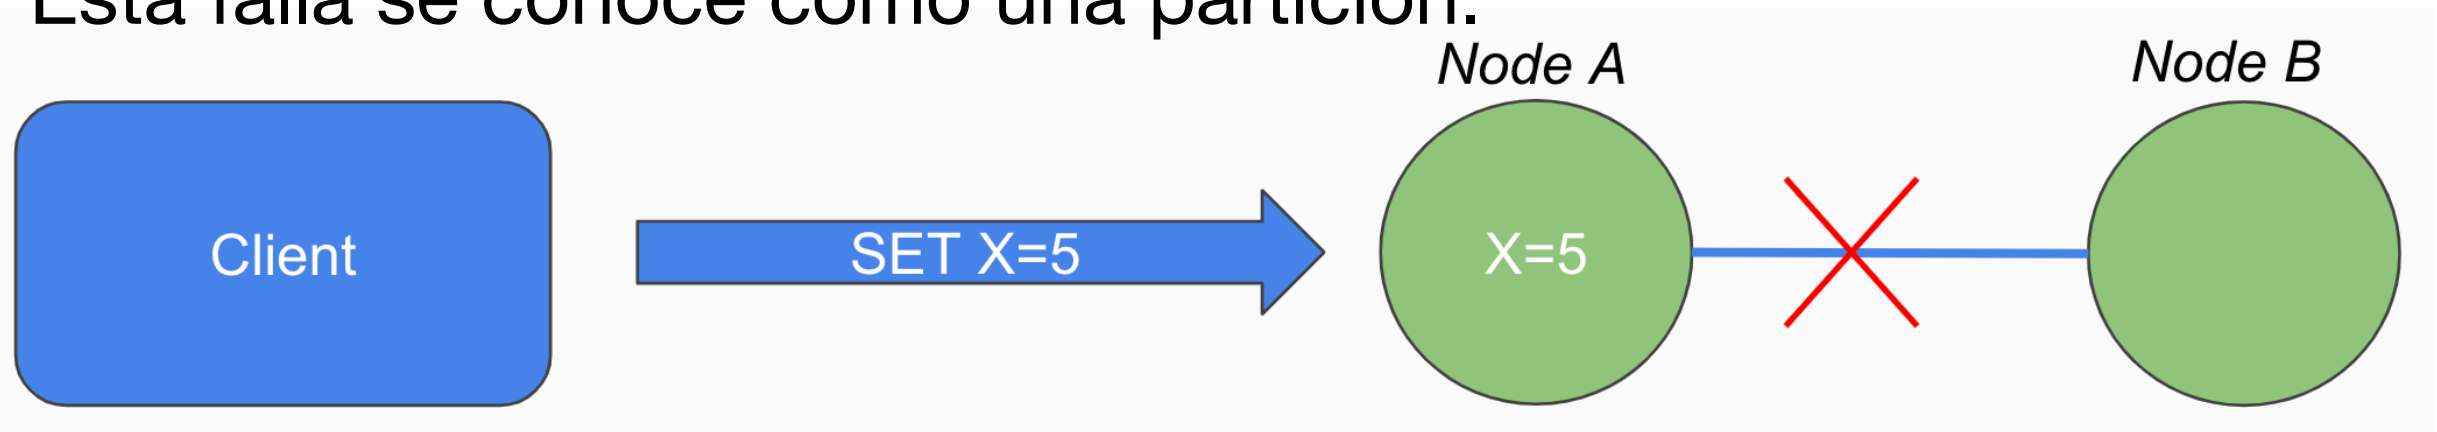 Esta falla se conoce como una partición.
Node A
Node B
Client
SET X=5
X=5